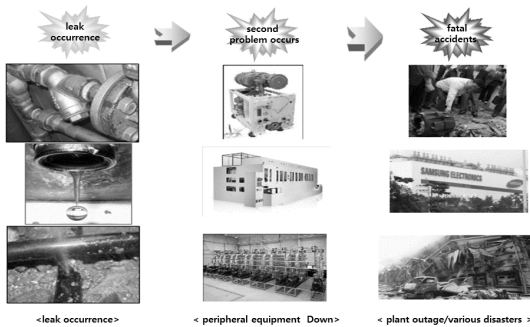 leak
occurrence
second
problem occurs
fatal
accidents
SAMSUNG ELECTRONICS
<leak occurrence>
< peripheral equipment  Down>
< plant outage/various disasters >